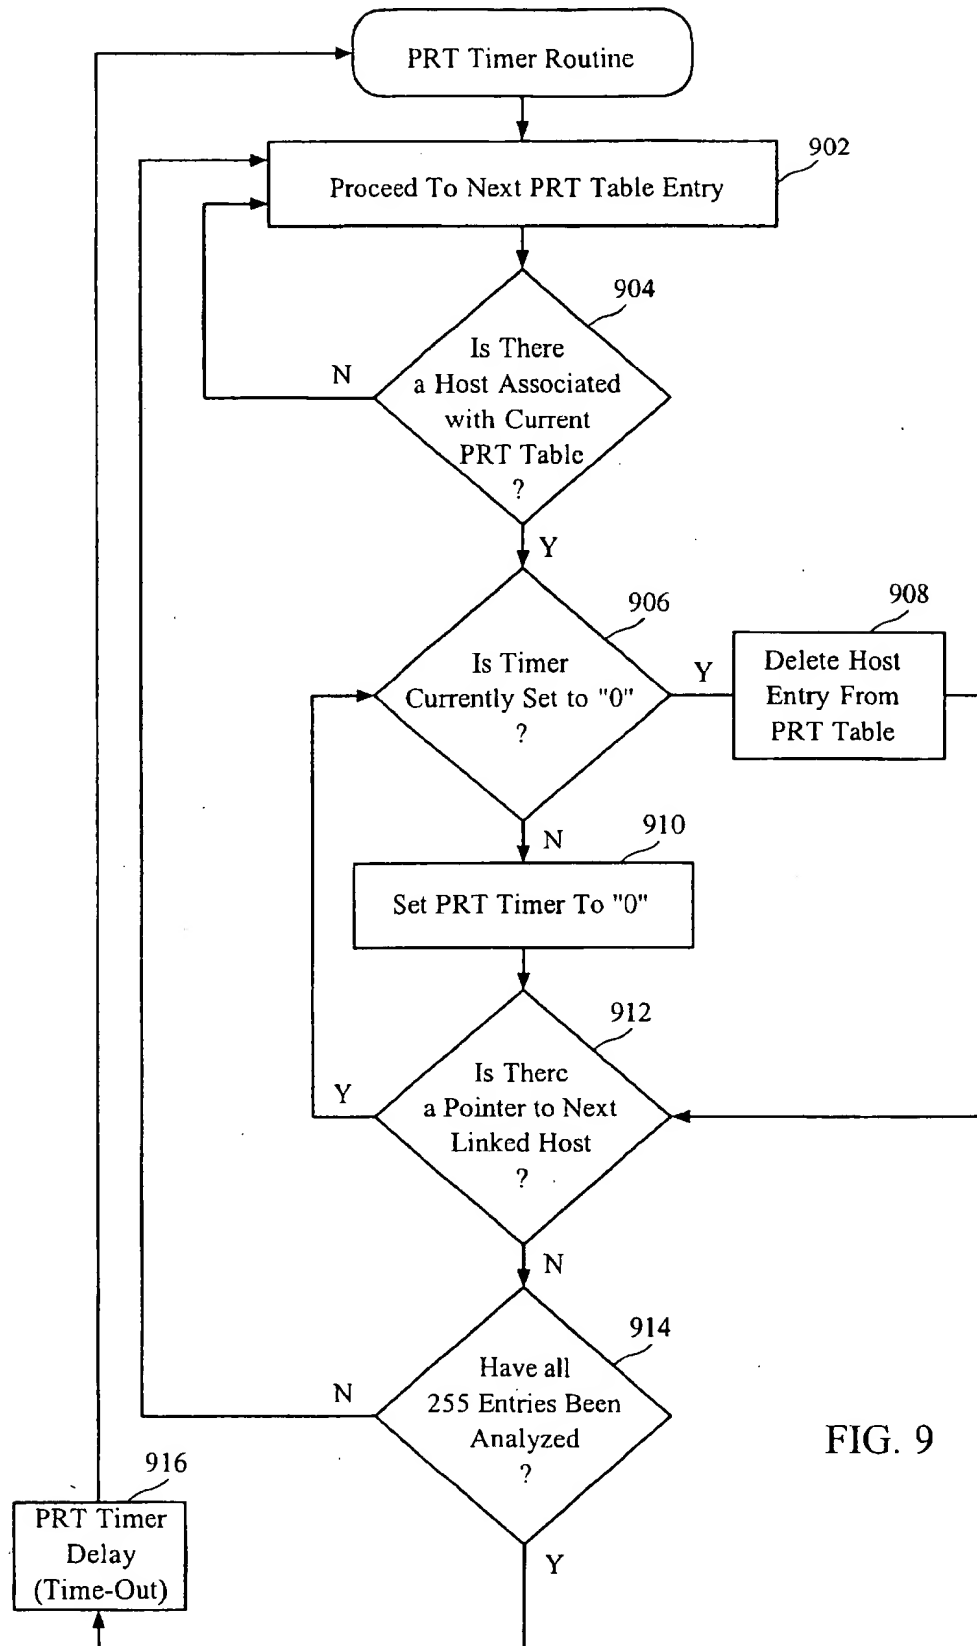 PRT Timer Routine
902
Proceed To Next PRT Table Entry
904
Is There
a Host Associated
with Current
PRT Table
?
N
Y
906
Is Timer
Currently Set to "0"
?
Y
908
Delete Host
Entry From
PRT Table
N
910
Set PRT Timer To "0"
912
Is There
a Pointer to Next
Linked Host
?
Y
N
914
Have all
255 Entries Been
Analyzed
?
N
Y
FIG. 9
916
PRT Timer
Delay
(Time-Out)